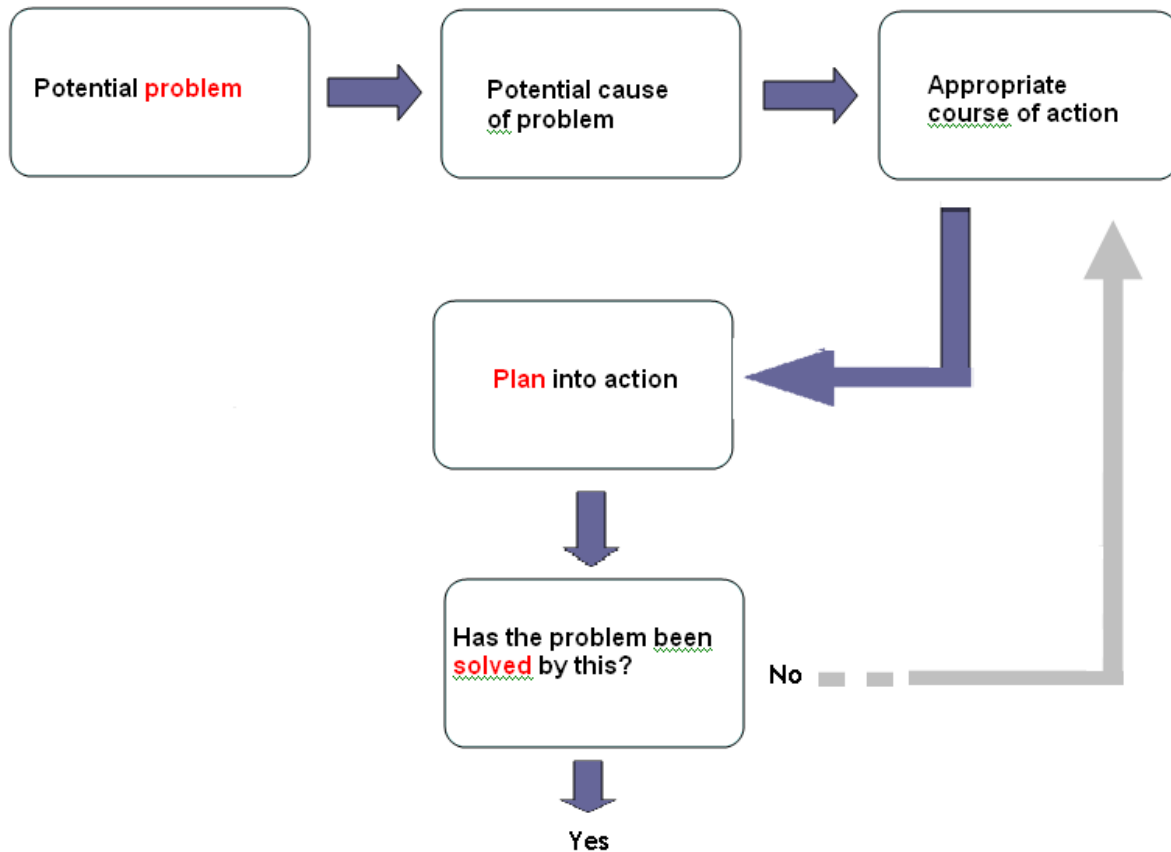 Potential problem
Potential cause
of problem
Appropriate
course of action
Plan into action
Has the problem been
solved by this?
No
Yes